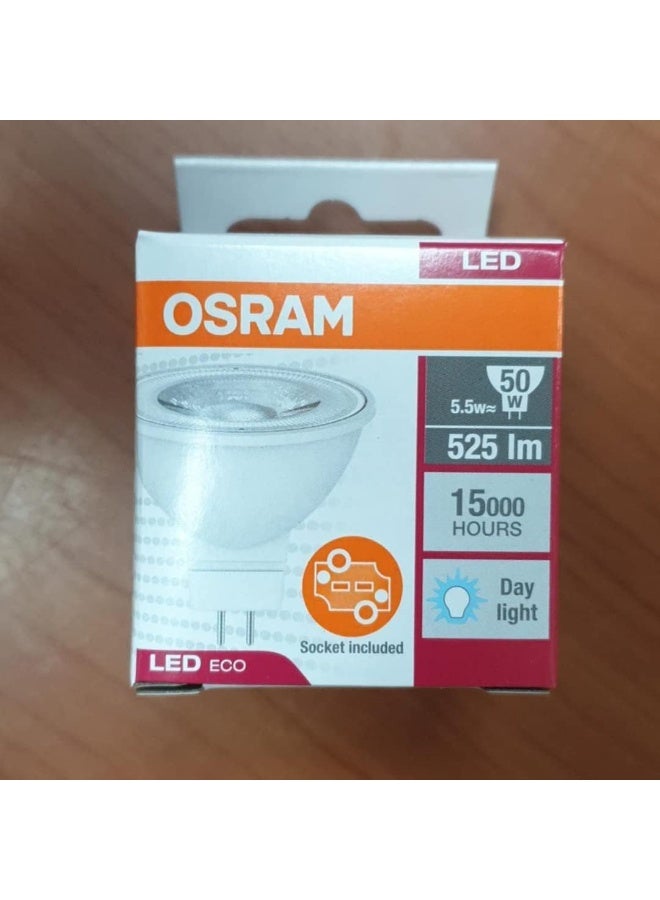 LED
OSRAM
50
W
5.5w≈
525 lm
15000
HOURS
Day
light
Socket included
LED ECO